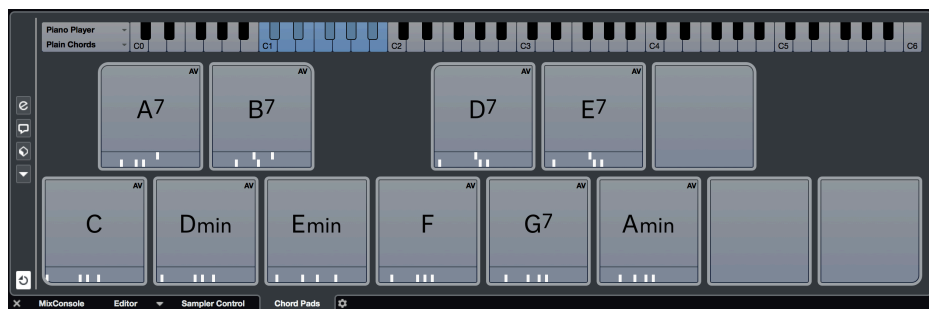 Piano Player
Plain Chords
C0
C1
C2
C3
C4
C5
C6
AV
A7
AV
B7
AV
D7
AV
E7
AV
C
AV
Dmin
AV
Emin
AV
F
AV
G7
AV
Amin
MixConsole
Editor
Sampler Control
Chord Pads